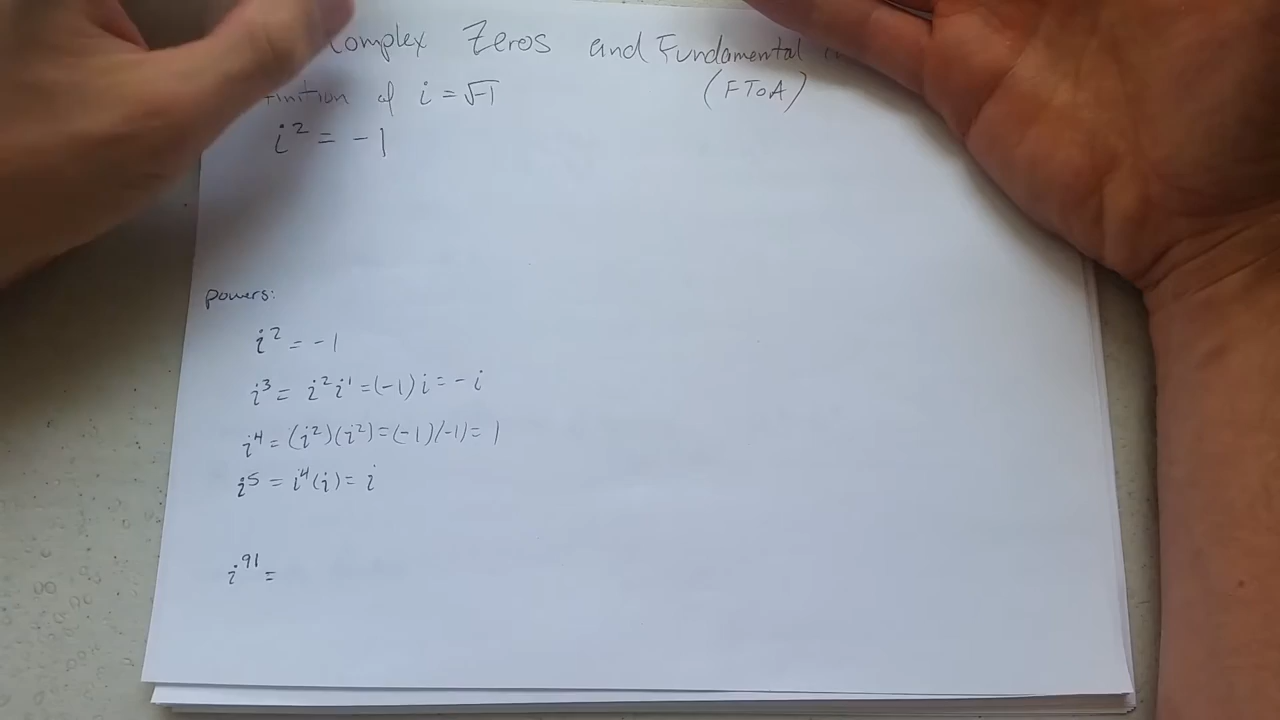 Complex Zeros and Fundamental
of i = √-1 (FToA)
i² = -1
powers:
i² = -1
i³ = i²i¹ = (-1)i = -i
i⁴ = (i²)(i²) = (-1)(-1) = 1
i⁵ = i⁴(i) = i
i⁹¹ =